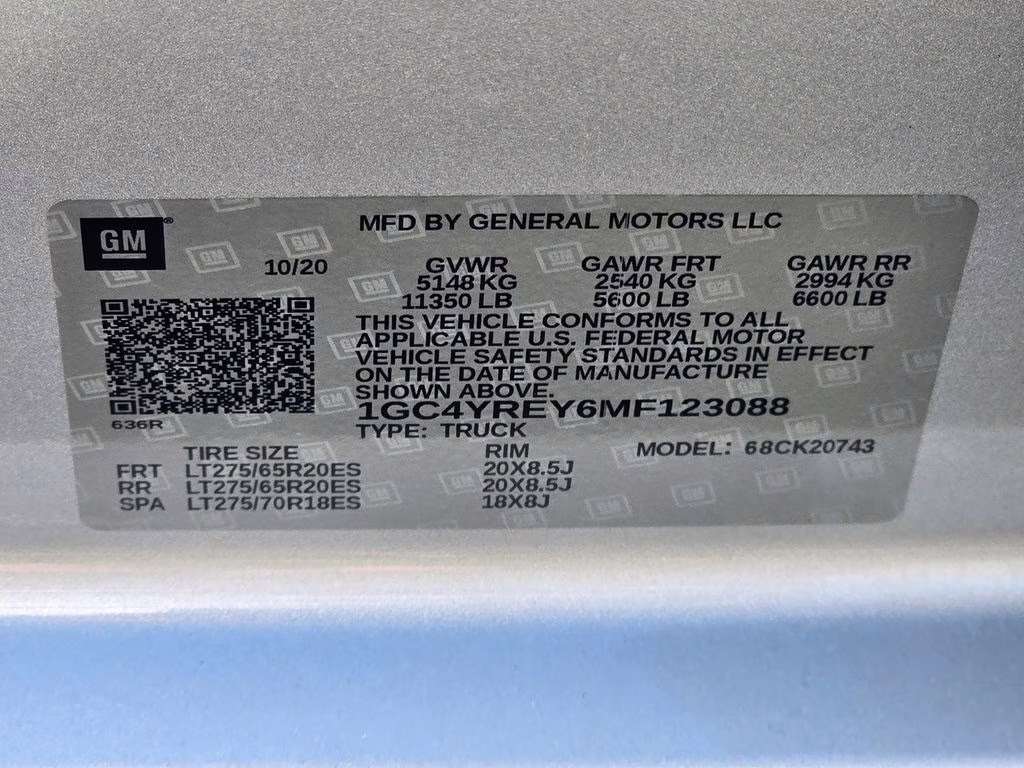 GM
MFD BY GENERAL MOTORS LLC
10/20
GVWR GAWR FRT GAWR RR
5148 KG 2540 KG 2994 KG
11350 LB 5600 LB 6600 LB
THIS VEHICLE CONFORMS TO ALL
APPLICABLE U.S. FEDERAL MOTOR
VEHICLE SAFETY STANDARDS IN EFFECT
ON THE DATE OF MANUFACTURE
SHOWN ABOVE.
1GC4YREY6MF123088
636R
TYPE: TRUCK
TIRE SIZE RIM MODEL: 68CK20743
FRT LT275/65R20ES 20X8.5J
RR LT275/65R20ES 20X8.5J
SPA LT275/70R18ES 18X8J